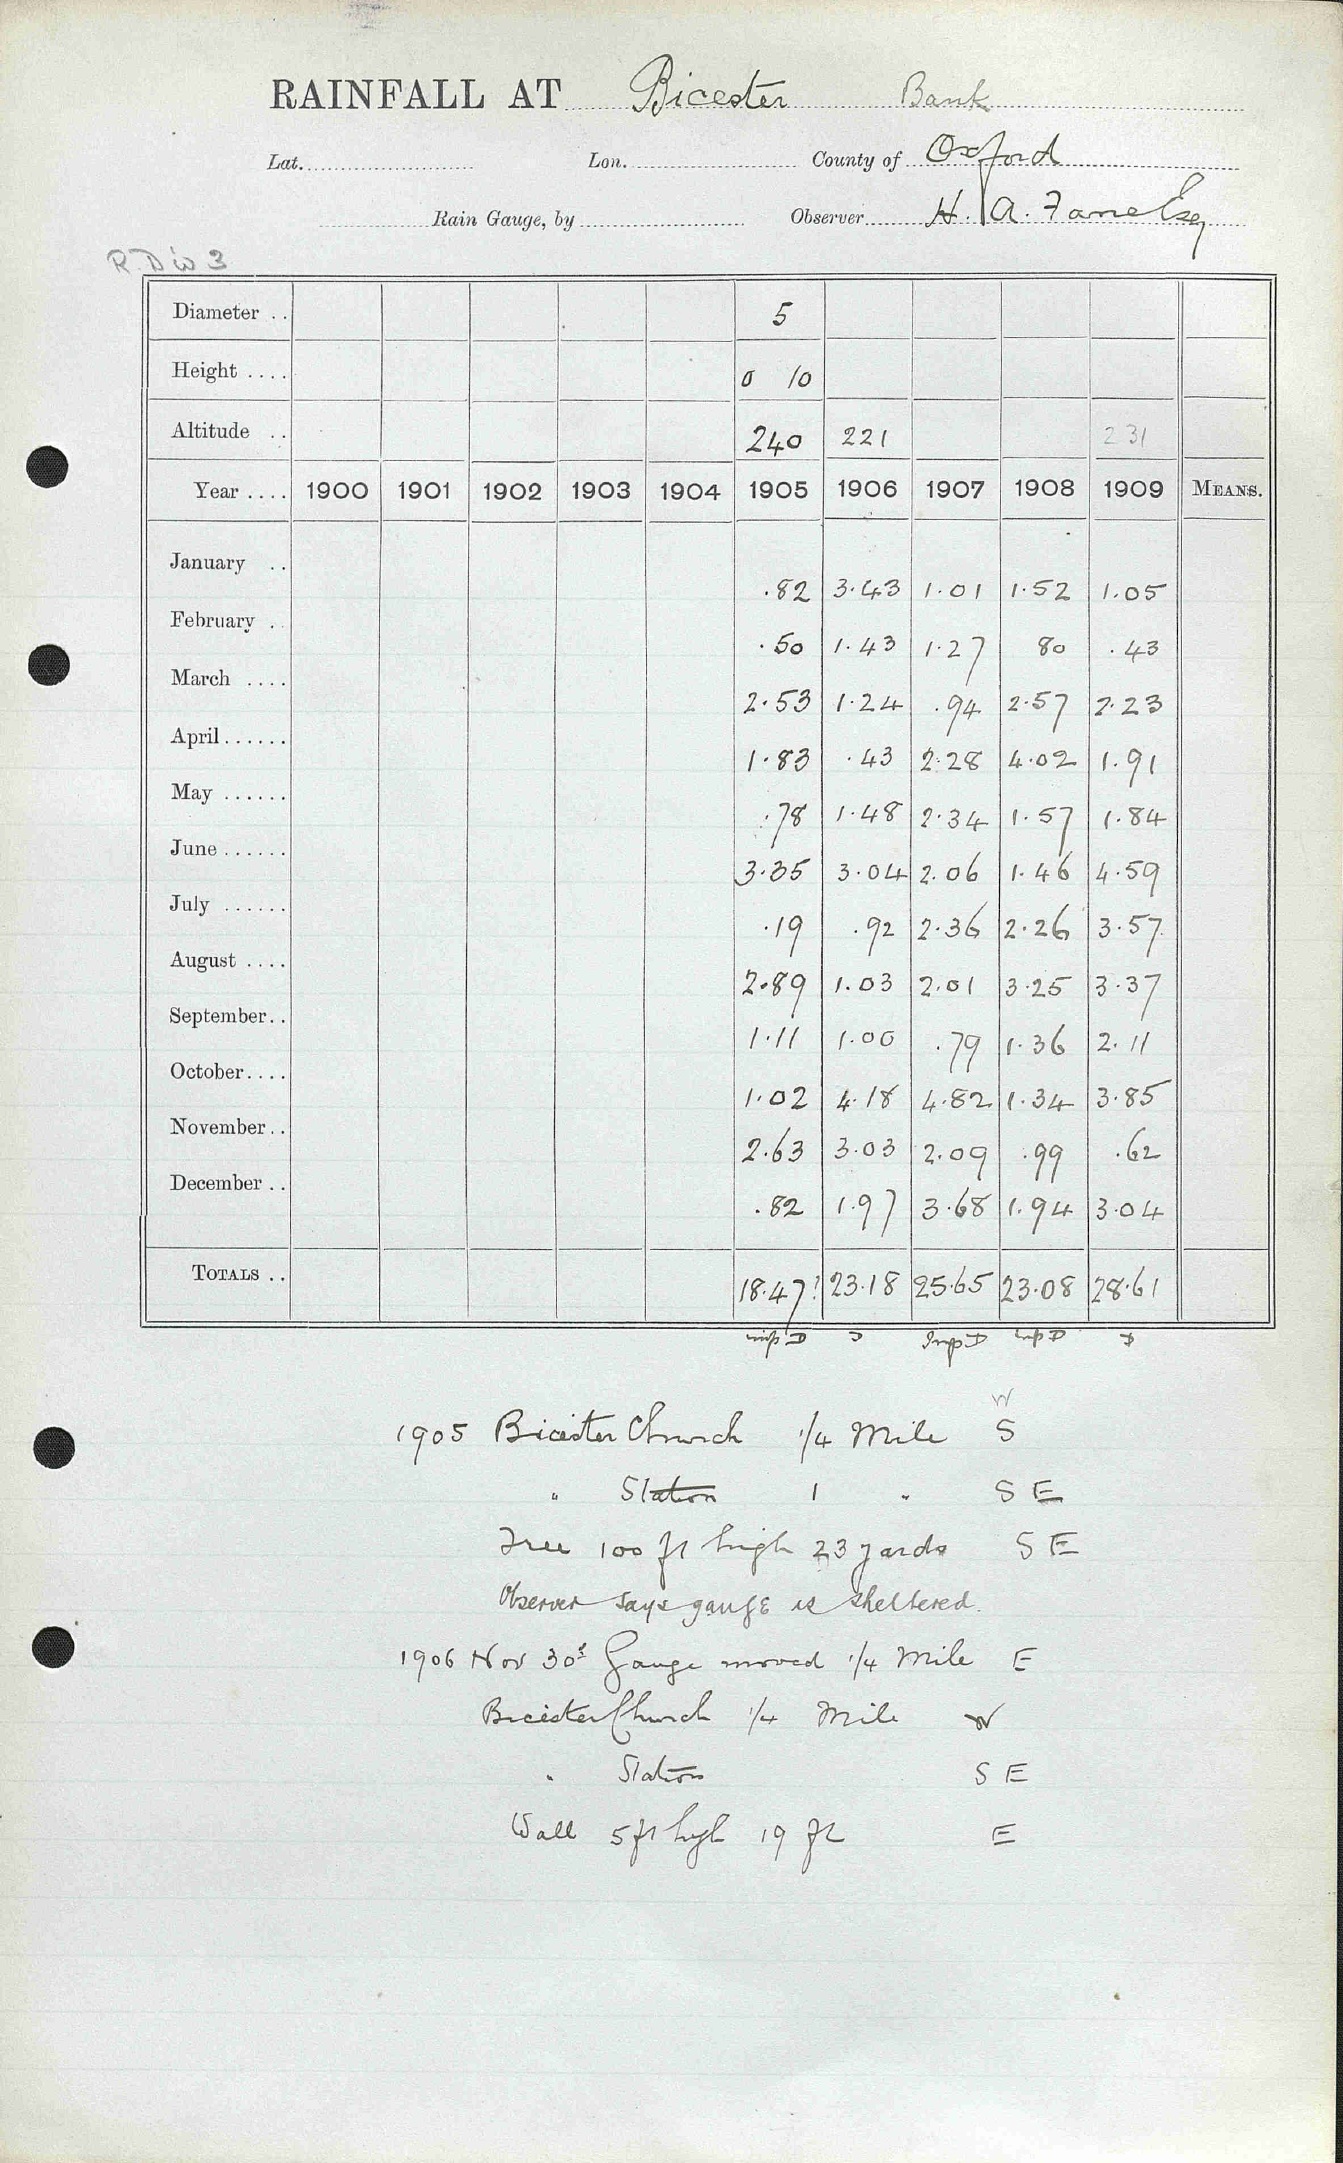 RAINFALL AT Bicester Bank
Lat. Lon. County of Oxford
Rain Gauge, by Observer H. A. Fane Esq
R Div 3
Diameter .. 5
Height .... 0 10
Altitude .. 240 221 231
Year .... 1900 1901 1902 1903 1904 1905 1906 1907 1908 1909 MEANS.
January .. .82 3.43 1.01 1.52 1.05
February . .50 1.43 1.27 80 .43
March .... 2.53 1.24 .94 2.57 2.23
April...... 1.83 .43 2.28 4.02 1.91
May ...... .78 1.48 2.34 1.57 1.84
June ...... 3.35 3.04 2.06 1.46 4.59
July ...... .19 .92 2.36 2.26 3.57
August .... 2.89 1.03 2.01 3.25 3.37
September.. 1.11 1.00 .79 1.36 2.11
October.... 1.02 4.18 4.82 1.34 3.85
November.. 2.63 3.03 2.09 .99 .62
December .. .82 1.97 3.68 1.94 3.04
TOTALS .. 18.47? 23.18 25.65 23.08 28.61
W
1905 Bicester Church 1/4 Mile S
" Station 1 " S E
Tree 100 ft high 23 yards S E
Observer says gauge is sheltered.
1906 Nov 30th Gauge moved 1/4 Mile E
Bicester Church 1/4 Mile W
" Station S E
Wall 5 ft high 19 ft E